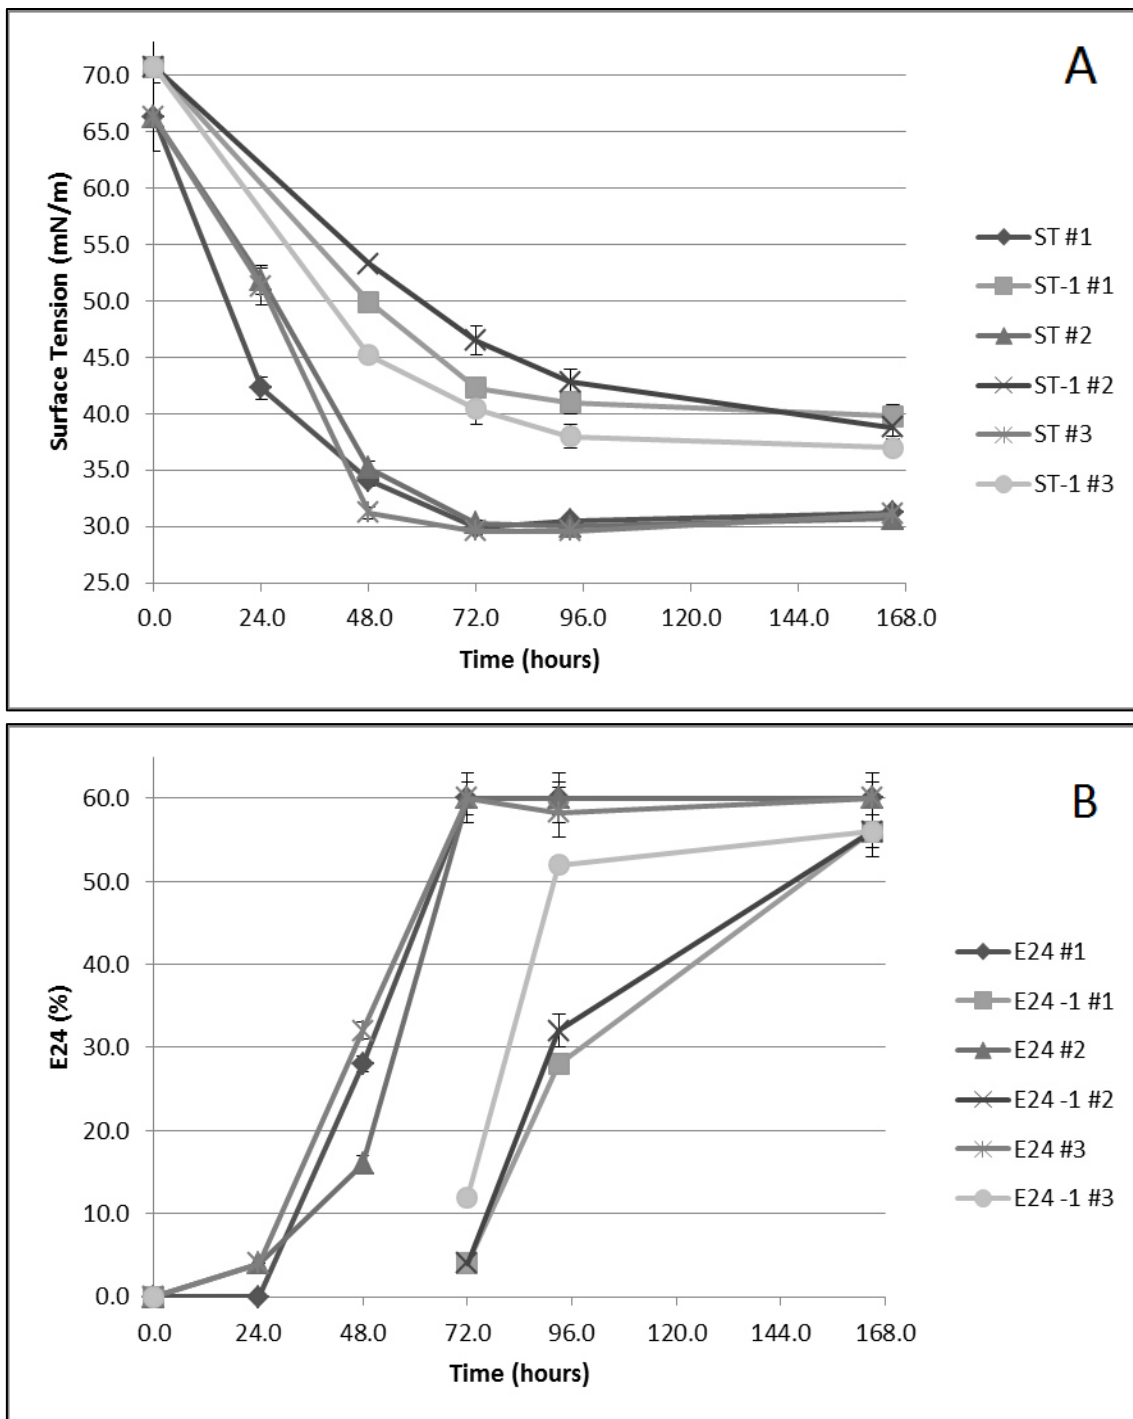 A
70.0
65.0
60.0
55.0
50.0
45.0
40.0
35.0
30.0
25.0
Surface Tension (mN/m)
0.0 24.0 48.0 72.0 96.0 120.0 144.0 168.0
Time (hours)
ST #1
ST-1 #1
ST #2
ST-1 #2
ST #3
ST-1 #3
B
60.0
50.0
40.0
30.0
20.0
10.0
0.0
E24 (%)
0.0 24.0 48.0 72.0 96.0 120.0 144.0 168.0
Time (hours)
E24 #1
E24 -1 #1
E24 #2
E24 -1 #2
E24 #3
E24 -1 #3